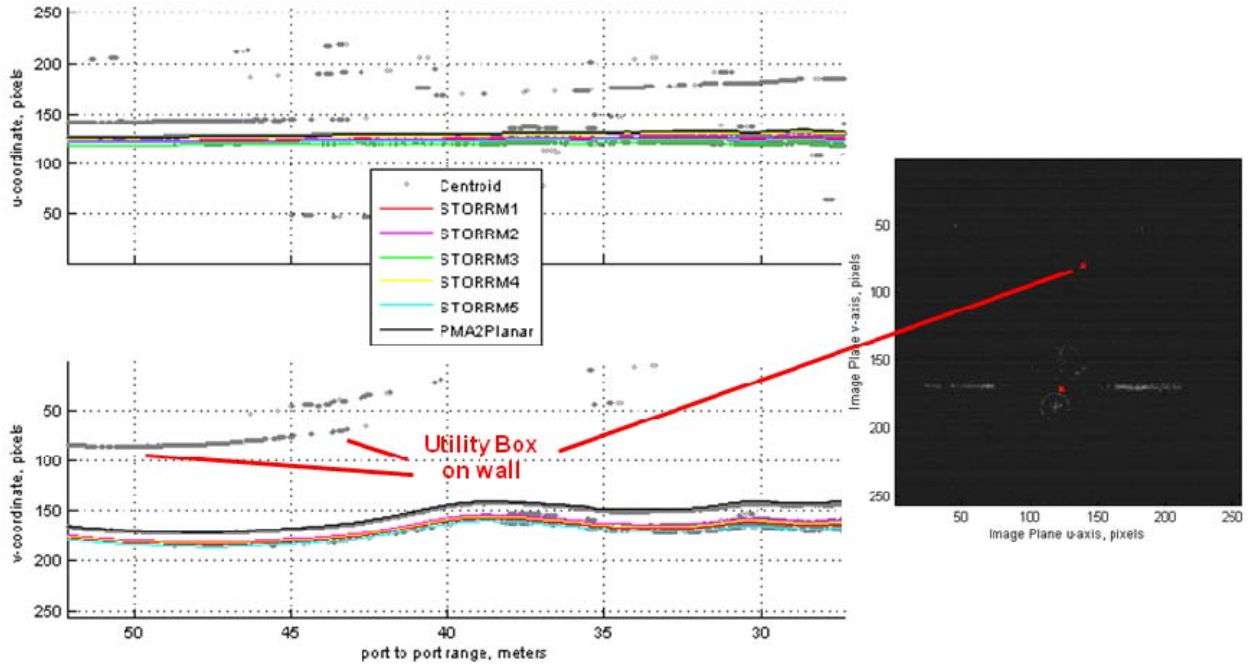 250
200
150
100
50
u-coordinate, pixels
Centroid
STORRM1
STORRM2
STORRM3
STORRM4
STORRM5
PMA2Planar
50
100
150
200
250
v-coordinate, pixels
50
45
40
35
30
port to port range, meters
Utility Box
on wall
50
100
150
200
250
Image Plane v-axis, pixels
50
100
150
200
250
Image Plane u-axis, pixels